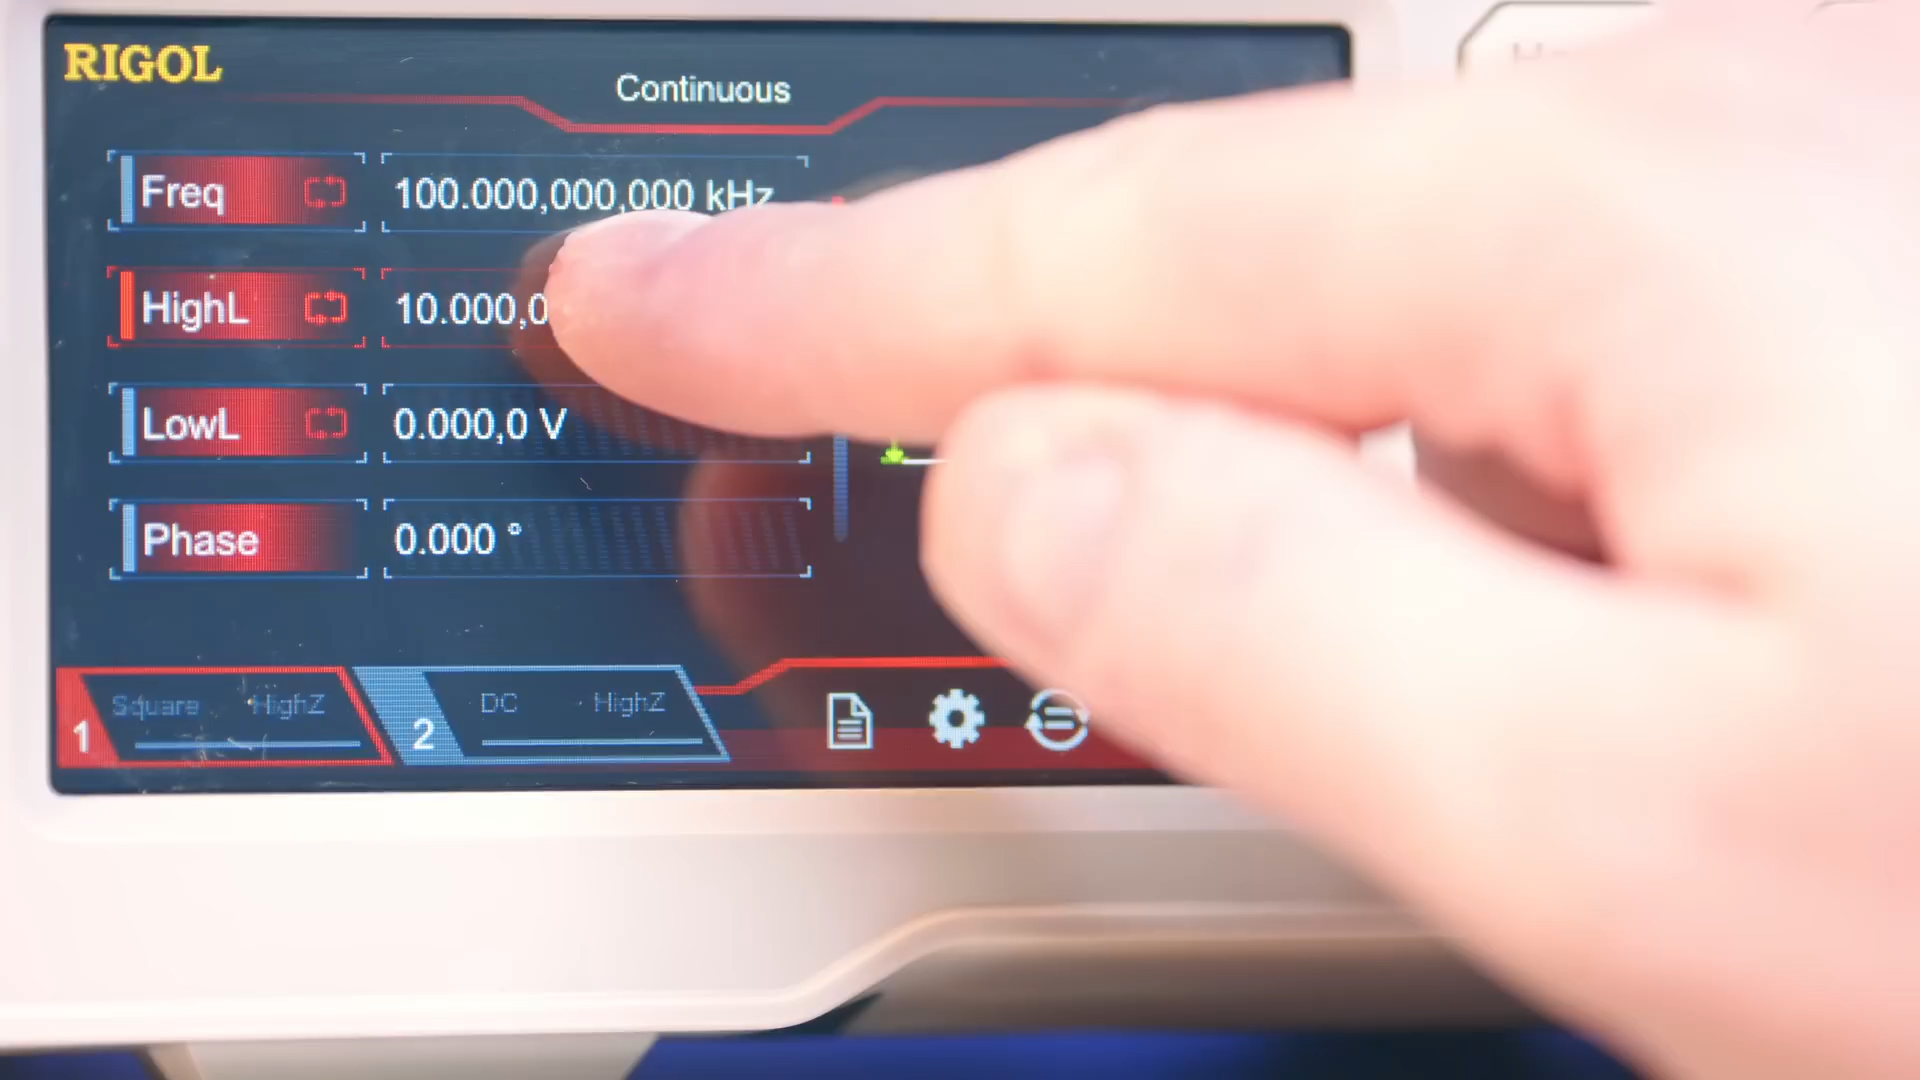 RIGOL
Continuous
Freq 100.000,000,000 kHz
HighL 10.000,0
LowL 0.000,0 V
Phase 0.000 °
1 Square HighZ
2 DC HighZ